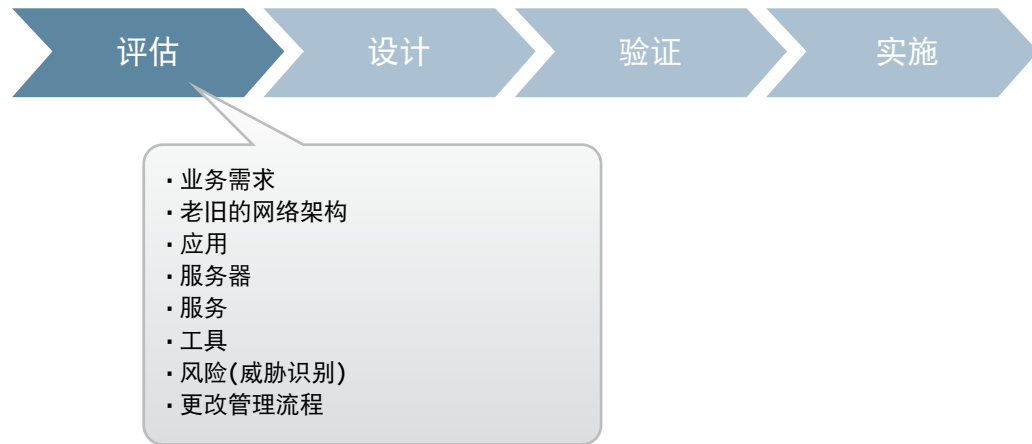 评估
设计
验证
实施
▪ 业务需求
▪ 老旧的网络架构
▪ 应用
▪ 服务器
▪ 服务
▪ 工具
▪ 风险(威胁识别)
▪ 更改管理流程